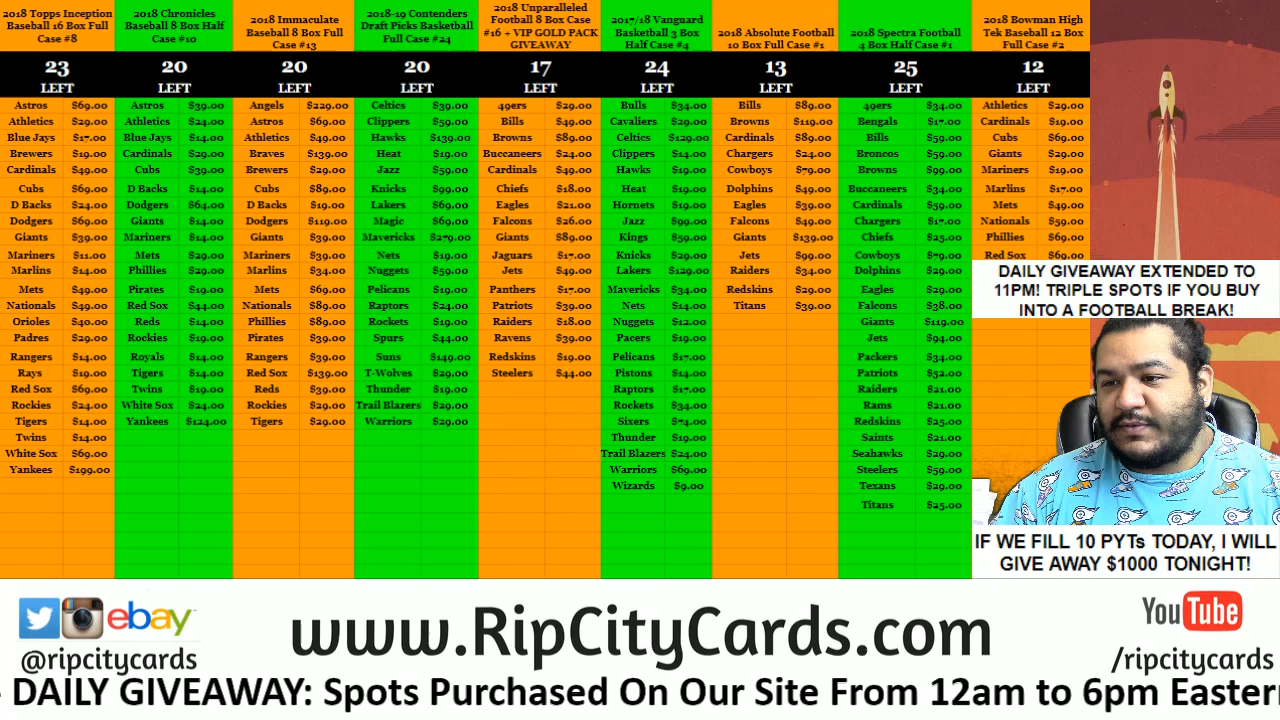 2018 Topps Inception
Baseball 16 Box Full
Case #8
23
LEFT
Astros $69.00
Athletics $29.00
Blue Jays $17.00
Brewers $19.00
Cardinals $49.00
Cubs $69.00
D Backs $24.00
Dodgers $69.00
Giants $39.00
Mariners $11.00
Marlins $14.00
Mets $49.00
Nationals $49.00
Orioles $40.00
Padres $29.00
Rangers $14.00
Rays $19.00
Red Sox $69.00
Rockies $24.00
Tigers $14.00
Twins $14.00
White Sox $69.00
Yankees $199.00
2018 Chronicles
Baseball 8 Box Half
Case #10
20
LEFT
Astros $39.00
Athletics $24.00
Blue Jays $14.00
Cardinals $29.00
Cubs $39.00
D Backs $14.00
Dodgers $64.00
Giants $14.00
Mariners $14.00
Mets $29.00
Phillies $29.00
Pirates $19.00
Red Sox $44.00
Reds $14.00
Rockies $19.00
Royals $14.00
Tigers $14.00
Twins $19.00
White Sox $24.00
Yankees $124.00
2018 Immaculate
Baseball 8 Box Full
Case #13
20
LEFT
Angels $229.00
Astros $69.00
Athletics $49.00
Braves $139.00
Brewers $29.00
Cubs $89.00
D Backs $19.00
Dodgers $119.00
Giants $39.00
Mariners $39.00
Marlins $34.00
Mets $69.00
Nationals $89.00
Phillies $89.00
Pirates $39.00
Rangers $39.00
Red Sox $139.00
Reds $39.00
Rockies $29.00
Tigers $29.00
2018-19 Contenders
Draft Picks Basketball
Full Case #24
20
LEFT
Celtics $39.00
Clippers $59.00
Hawks $139.00
Heat $19.00
Jazz $59.00
Knicks $99.00
Lakers $69.00
Magic $69.00
Mavericks $279.00
Nets $19.00
Nuggets $59.00
Pelicans $19.00
Raptors $24.00
Rockets $19.00
Spurs $44.00
Suns $149.00
T-Wolves $29.00
Thunder $19.00
Trail Blazers $29.00
Warriors $29.00
2018 Unparalleled
Football 8 Box Case
#16 + VIP GOLD PACK
GIVEAWAY
17
LEFT
49ers $29.00
Bills $49.00
Browns $89.00
Buccaneers $24.00
Cardinals $49.00
Chiefs $18.00
Eagles $21.00
Falcons $26.00
Giants $89.00
Jaguars $17.00
Jets $49.00
Panthers $17.00
Patriots $39.00
Raiders $18.00
Ravens $39.00
Redskins $19.00
Steelers $44.00
2017/18 Vanguard
Basketball 3 Box
Half Case #4
24
LEFT
Bulls $34.00
Cavaliers $29.00
Celtics $129.00
Clippers $14.00
Hawks $19.00
Heat $19.00
Hornets $19.00
Jazz $99.00
Kings $59.00
Knicks $29.00
Lakers $129.00
Mavericks $34.00
Nets $14.00
Nuggets $12.00
Pacers $19.00
Pelicans $17.00
Pistons $14.00
Raptors $17.00
Rockets $34.00
Sixers $74.00
Thunder $19.00
Trail Blazers $24.00
Warriors $69.00
Wizards $9.00
2018 Absolute Football
10 Box Full Case #1
13
LEFT
Bills $89.00
Browns $119.00
Cardinals $89.00
Chargers $24.00
Cowboys $79.00
Dolphins $49.00
Eagles $39.00
Falcons $49.00
Giants $139.00
Jets $99.00
Raiders $34.00
Redskins $29.00
Titans $39.00
2018 Spectra Football
4 Box Half Case #1
25
LEFT
49ers $34.00
Bengals $17.00
Bills $59.00
Broncos $59.00
Browns $99.00
Buccaneers $34.00
Cardinals $59.00
Chargers $17.00
Chiefs $25.00
Cowboys $79.00
Dolphins $29.00
Eagles $29.00
Falcons $38.00
Giants $119.00
Jets $94.00
Packers $34.00
Patriots $52.00
Raiders $21.00
Rams $21.00
Redskins $25.00
Saints $21.00
Seahawks $29.00
Steelers $59.00
Texans $29.00
Titans $25.00
2018 Bowman High
Tek Baseball 12 Box
Full Case #2
12
LEFT
Athletics $29.00
Cardinals $19.00
Cubs $69.00
Giants $29.00
Mariners $19.00
Marlins $17.00
Mets $49.00
Nationals $59.00
Phillies $69.00
Red Sox $69.00
DAILY GIVEAWAY EXTENDED TO
11PM! TRIPLE SPOTS IF YOU BUY
INTO A FOOTBALL BREAK!
IF WE FILL 10 PYTs TODAY, I WILL
GIVE AWAY $1000 TONIGHT!
ebay
@ripcitycards
www.RipCityCards.com
YouTube
/ripcitycards
DAILY GIVEAWAY: Spots Purchased On Our Site From 12am to 6pm Eastern